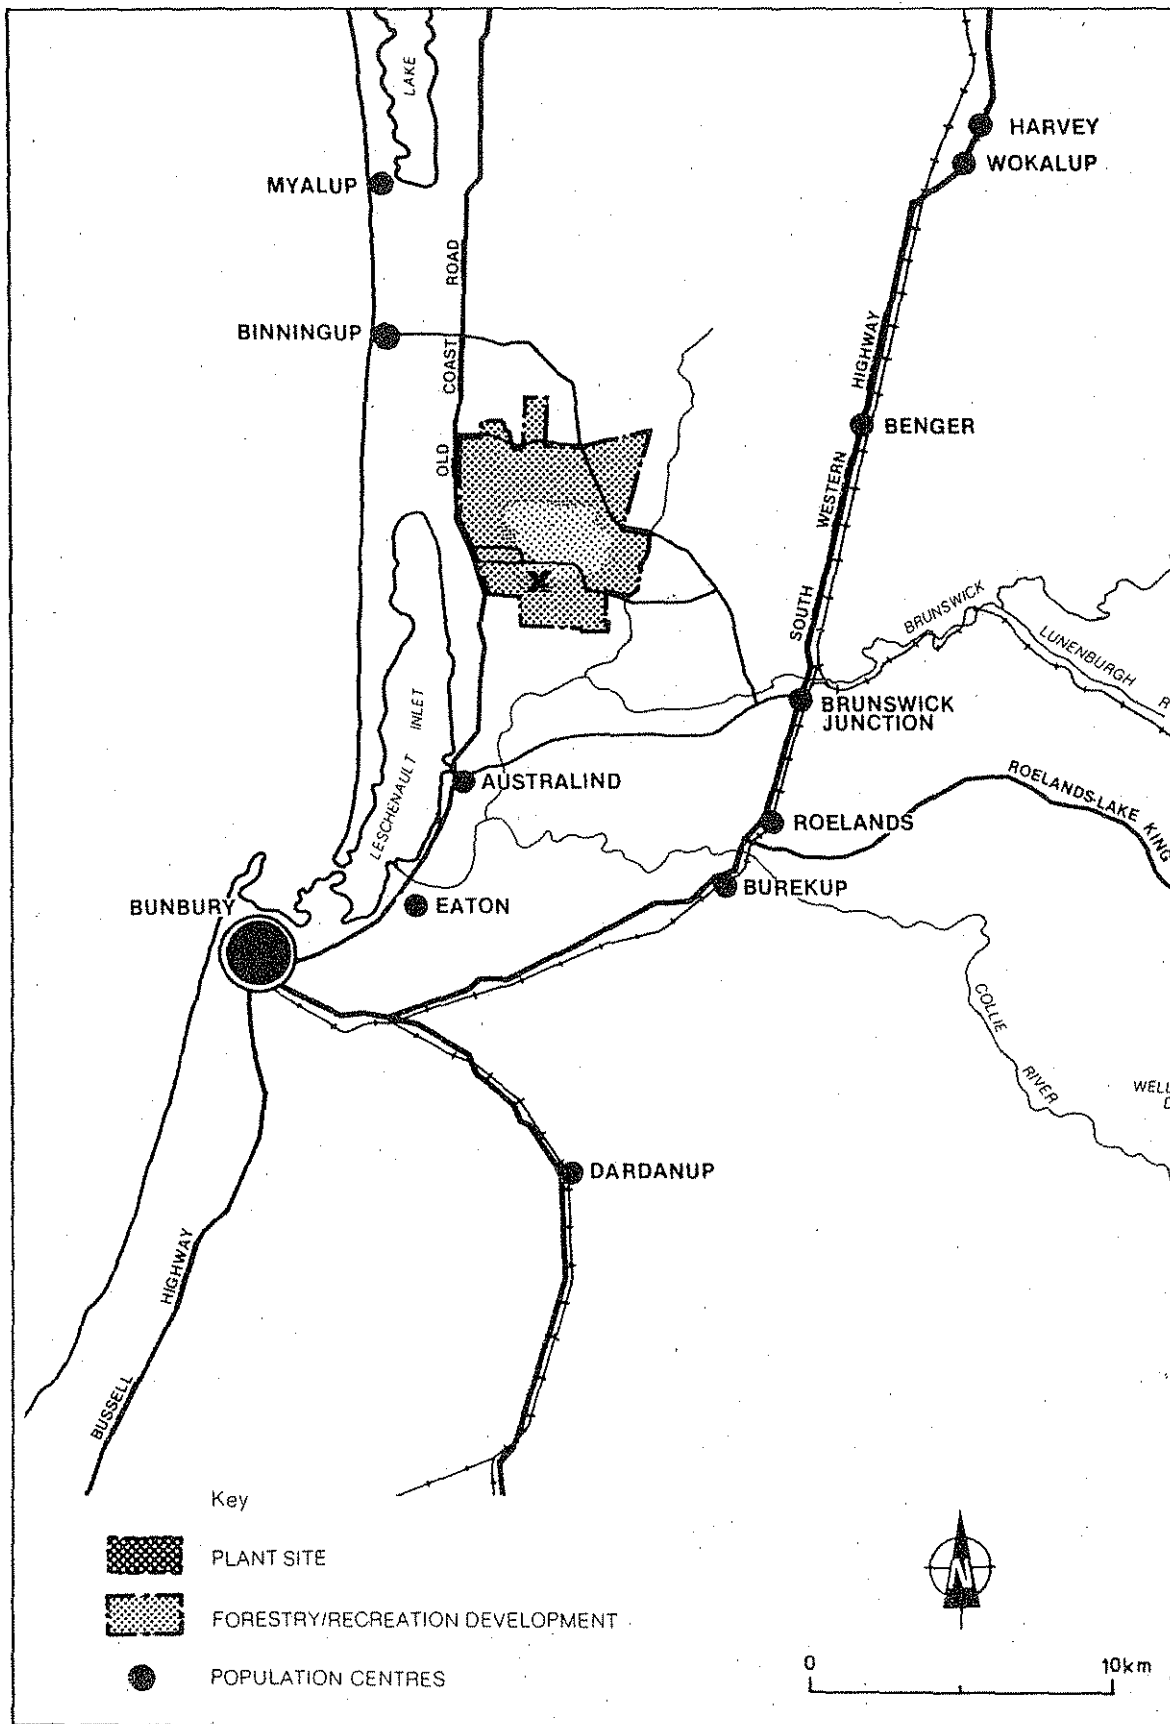 LAKE
HARVEY
WOKALUP
MYALUP
ROAD
BINNINGUP
COAST
HIGHWAY
BENGER
OLD
WESTERN
SOUTH
BRUNSWICK
LUNENBURGH
R
BRUNSWICK
JUNCTION
LESCHENAULT INLET
AUSTRALIND
ROELANDS-LAKE KING
ROELANDS
BUREKUP
BUNBURY
EATON
COLLIE
RIVER
WELL
DARDANUP
HIGHWAY
BUSSELL
Key
PLANT SITE
FORESTRY/RECREATION DEVELOPMENT
POPULATION CENTRES
N
0 10km